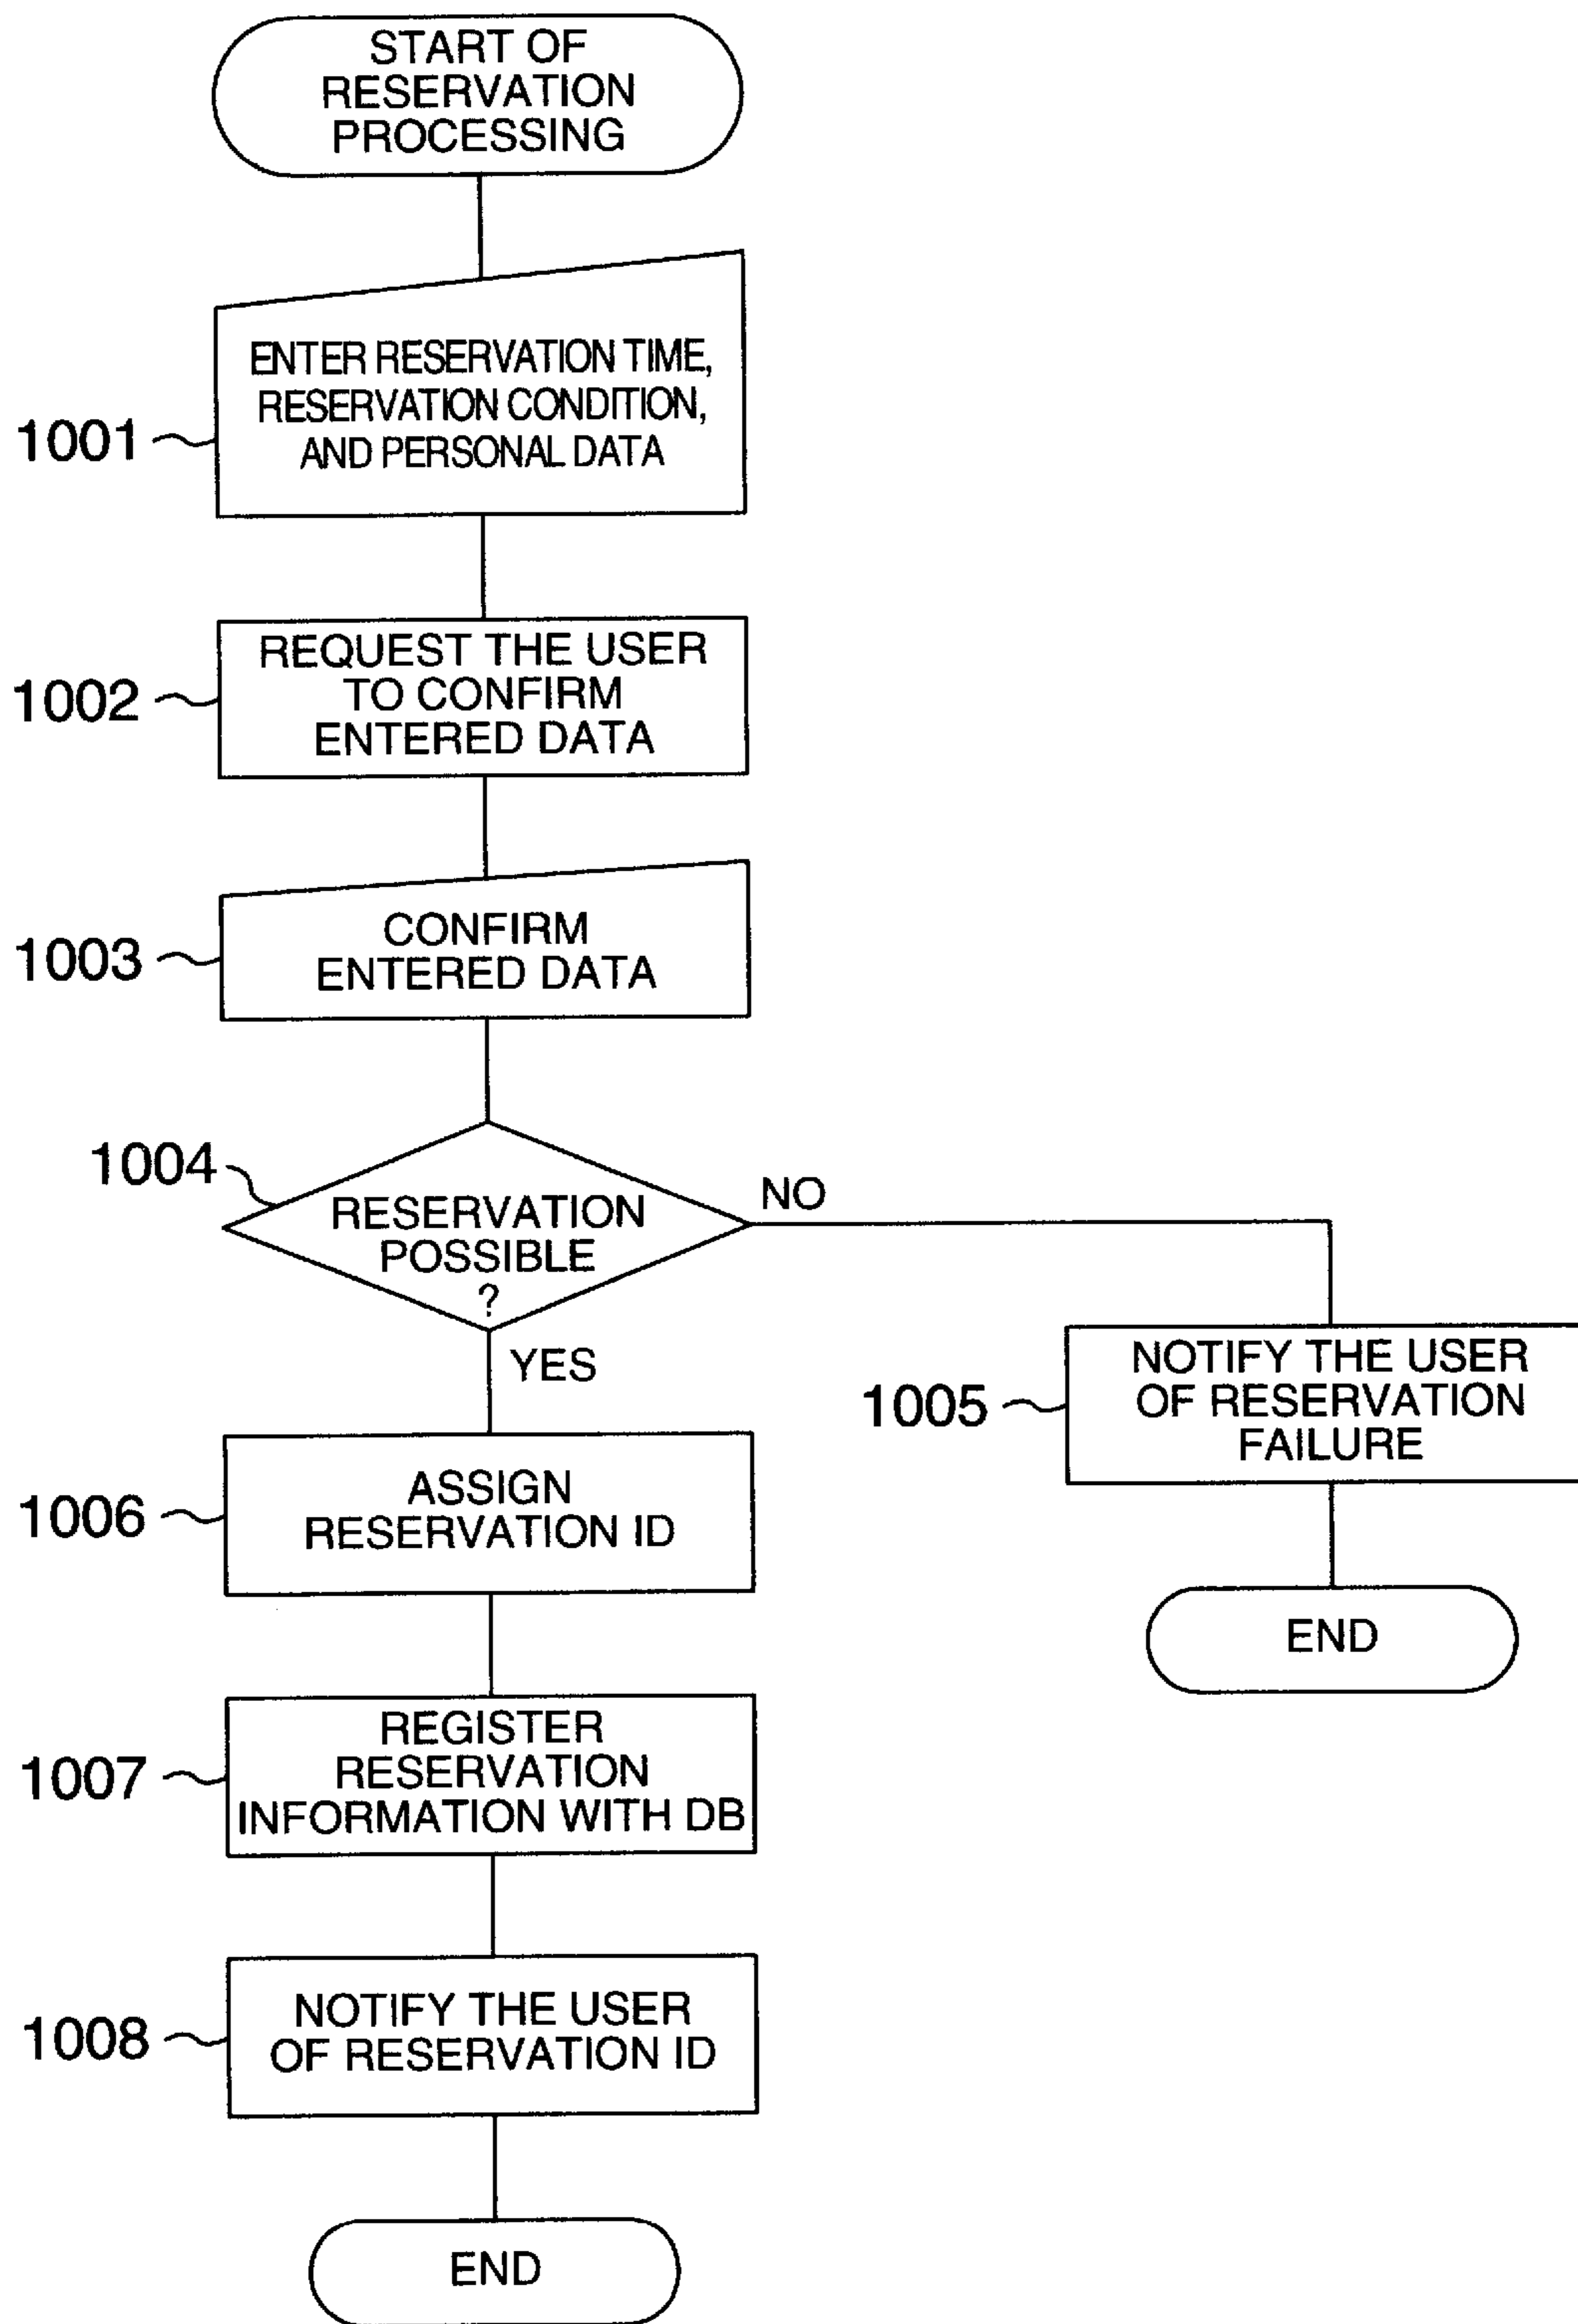 START OF
RESERVATION
PROCESSING
1001
ENTER RESERVATION TIME,
RESERVATION CONDITION,
AND PERSONAL DATA
1002
REQUEST THE USER
TO CONFIRM
ENTERED DATA
1003
CONFIRM
ENTERED DATA
1004
RESERVATION
POSSIBLE
?
NO
YES
1005
NOTIFY THE USER
OF RESERVATION
FAILURE
END
1006
ASSIGN
RESERVATION ID
1007
REGISTER
RESERVATION
INFORMATION WITH DB
1008
NOTIFY THE USER
OF RESERVATION ID
END